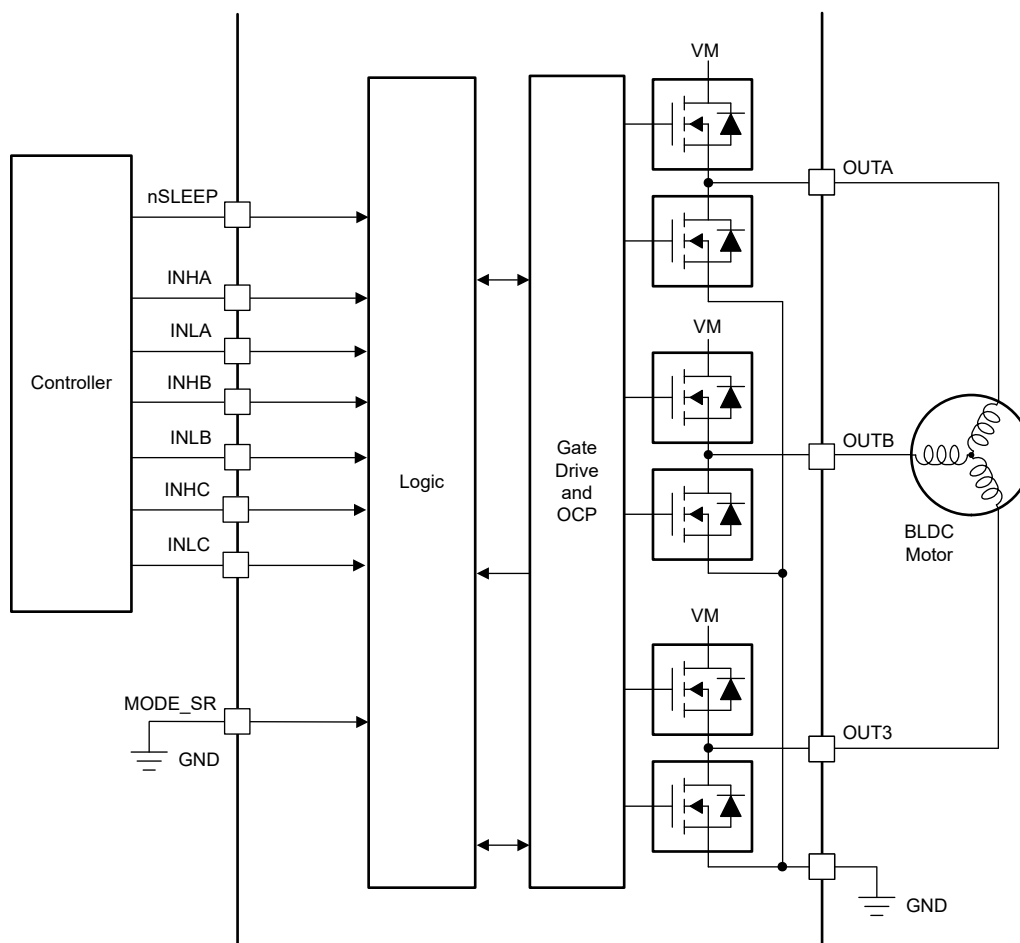 VM
OUTA
nSLEEP
INHA
INLA
INHB
INLB
INHC
INLC
Controller
Logic
Gate
Drive
and
OCP
VM
OUTB
BLDC
Motor
VM
MODE_SR
GND
OUT3
GND